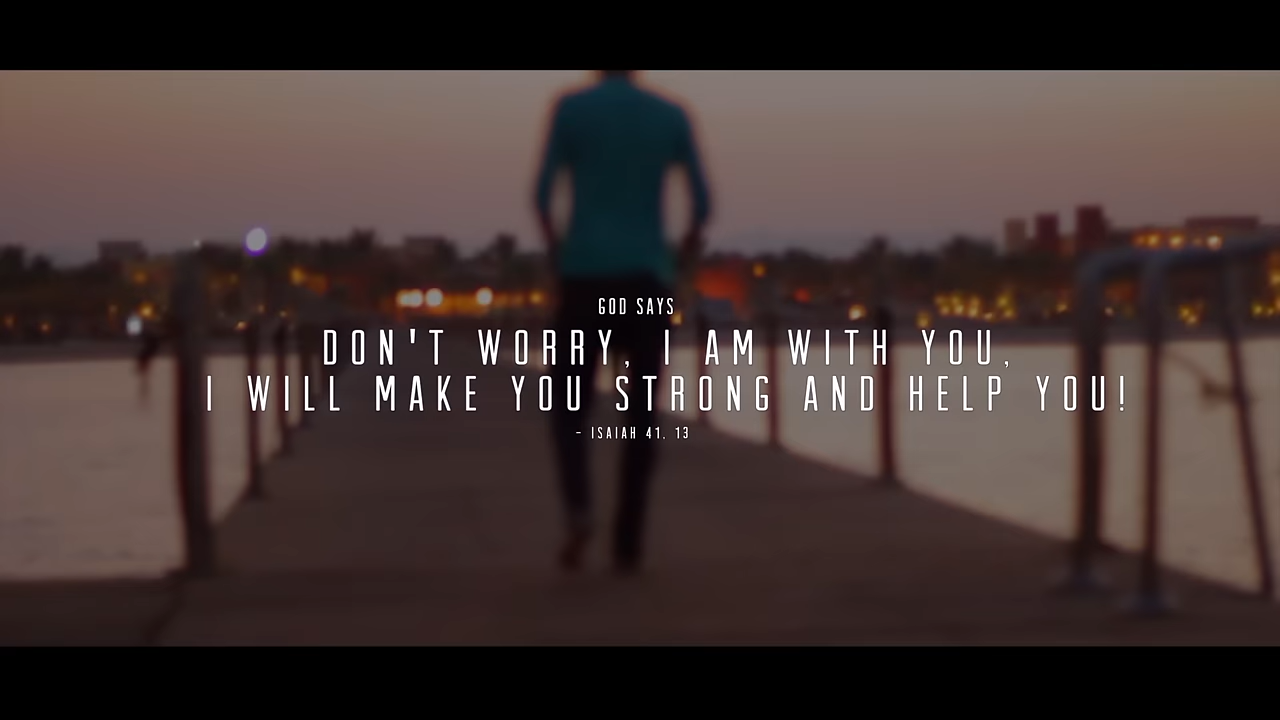 GOD SAYS
DON'T WORRY, I AM WITH YOU,
I WILL MAKE YOU STRONG AND HELP YOU!
- ISAIAH 41, 13